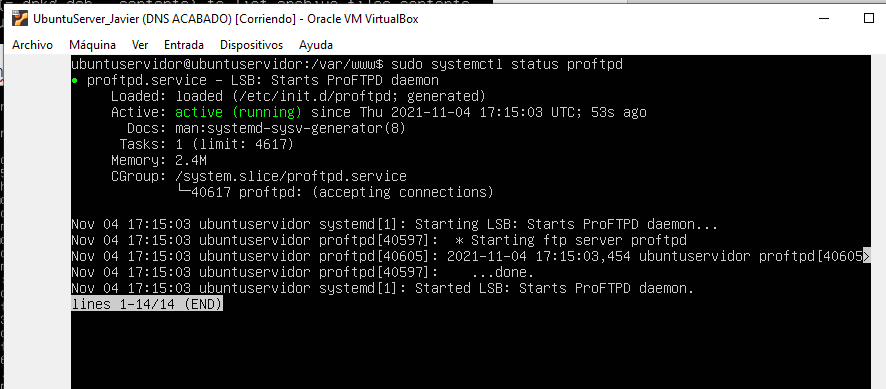 UbuntuServer_Javier (DNS ACABADO) [Corriendo] - Oracle VM VirtualBox
Archivo Máquina Ver Entrada Dispositivos Ayuda
ubuntuservidor@ubuntuservidor:/var/www$ sudo systemctl status proftpd
● proftpd.service - LSB: Starts ProFTPD daemon
Loaded: loaded (/etc/init.d/proftpd; generated)
Active: active (running) since Thu 2021-11-04 17:15:03 UTC; 53s ago
Docs: man:systemd-sysv-generator(8)
Tasks: 1 (limit: 4617)
Memory: 2.4M
CGroup: /system.slice/proftpd.service
└─40617 proftpd: (accepting connections)
Nov 04 17:15:03 ubuntuservidor systemd[1]: Starting LSB: Starts ProFTPD daemon...
Nov 04 17:15:03 ubuntuservidor proftpd[40597]:  * Starting ftp server proftpd
Nov 04 17:15:03 ubuntuservidor proftpd[40605]: 2021-11-04 17:15:03,454 ubuntuservidor proftpd[40605>
Nov 04 17:15:03 ubuntuservidor proftpd[40597]:    ...done.
Nov 04 17:15:03 ubuntuservidor systemd[1]: Started LSB: Starts ProFTPD daemon.
lines 1-14/14 (END)